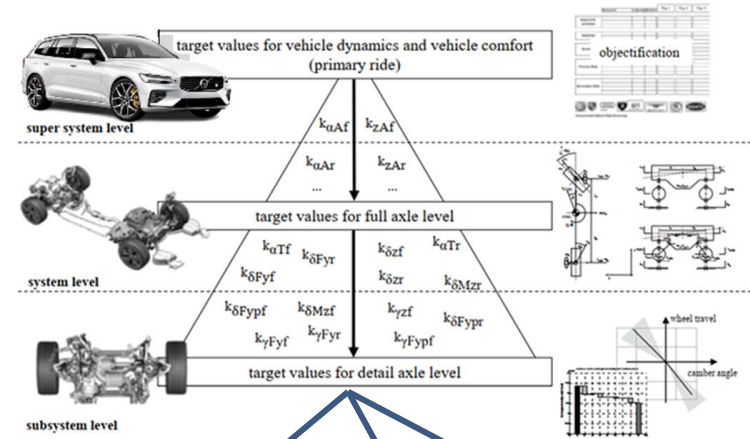 target values for vehicle dynamics and vehicle comfort
(primary ride)
objectification
super system level
kαAf kzAf
kαAr kzAr
... ...
target values for full axle level
system level
kαTf kδFyr kδzf kαTr
kδFyf kδzr kδMzr
kδFypf kδMzf kγzf kδFypr
kγFyf kγFyr kγFypf
wheel travel
camber angle
target values for detail axle level
subsystem level